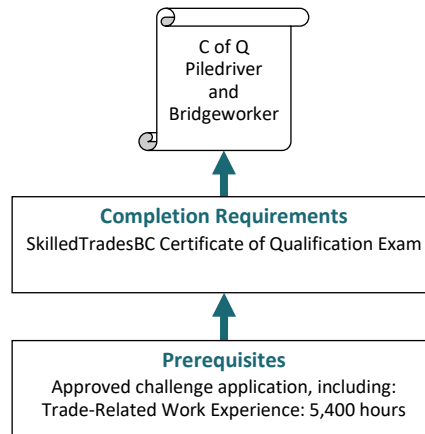 C of Q
Piledriver
and
Bridgeworker
Completion Requirements
SkilledTradesBC Certificate of Qualification Exam
Prerequisites
Approved challenge application, including:
Trade-Related Work Experience: 5,400 hours